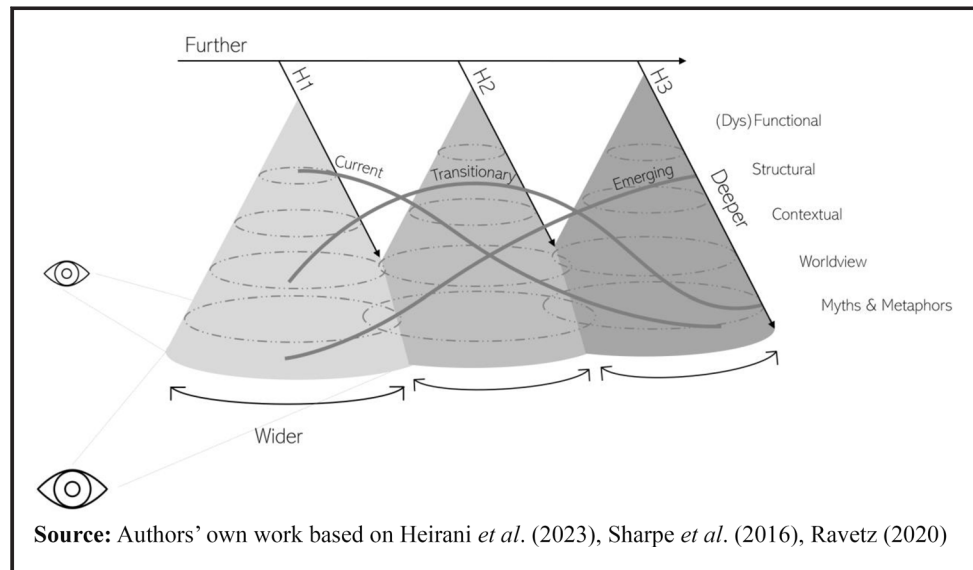 Further
H1
H2
H3
(Dys)Functional
Current
Transitionary
Emerging
Structural
Deeper
Contextual
Worldview
Myths & Metaphors
Wider
Source: Authors’ own work based on Heirani et al. (2023), Sharpe et al. (2016), Ravetz (2020)